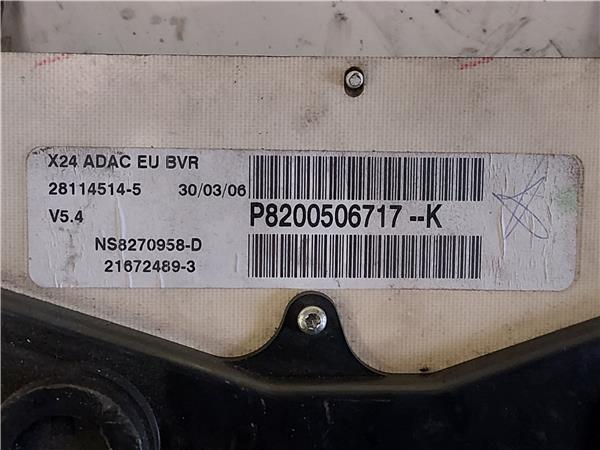 X24 ADAC EU BVR
28114514-5 30/03/06
V5.4 P8200506717 --K
NS8270958-D
21672489-3